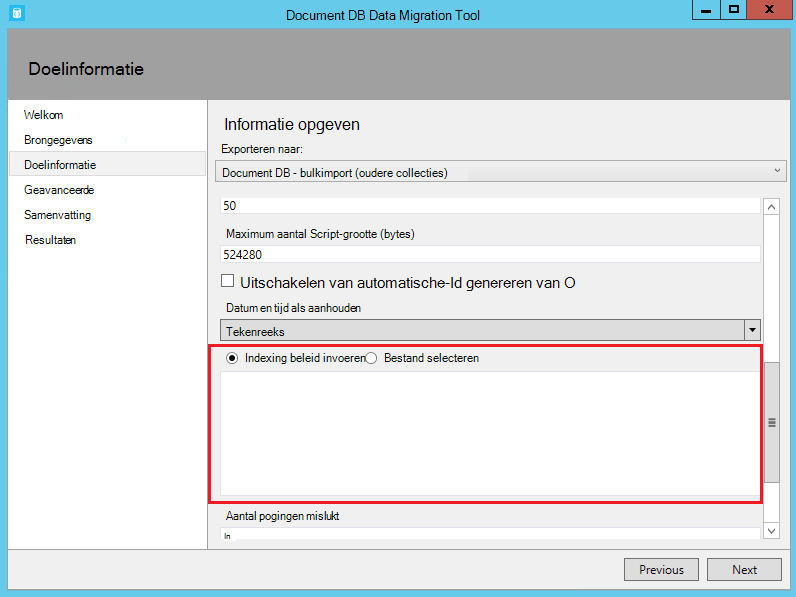 Document DB Data Migration Tool
Doelinformatie
Welkom
Brongegevens
Doelinformatie
Geavanceerde
Samenvatting
Resultaten
Informatie opgeven
Exporteren naar:
Document DB - bulkimport (oudere collecties)
50
Maximum aantal Script-grootte (bytes)
524280
Uitschakelen van automatische-Id genereren van O
Datum en tijd als aanhouden
Tekenreeks
Indexing beleid invoeren Bestand selecteren
Aantal pogingen mislukt
In
Previous Next